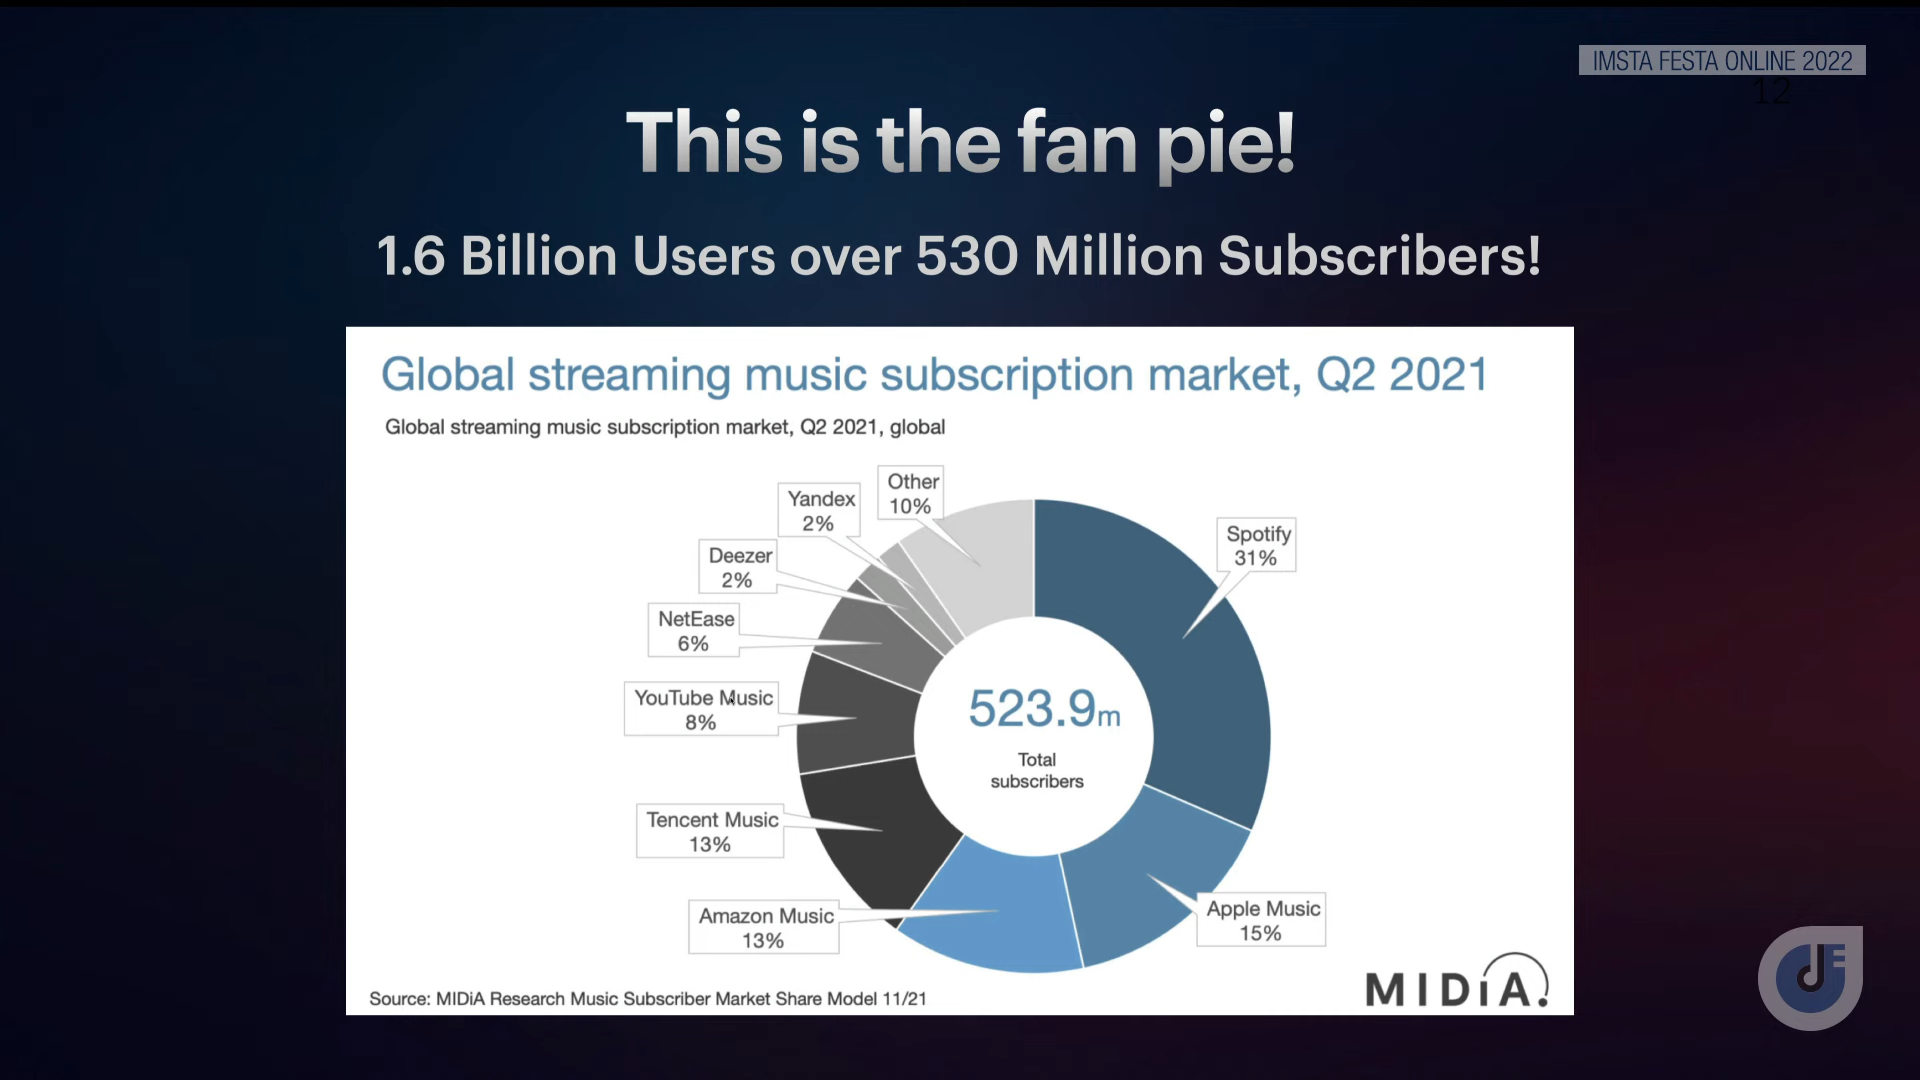 IMSTA FESTA ONLINE 2022
12
This is the fan pie!
1.6 Billion Users over 530 Million Subscribers!
Global streaming music subscription market, Q2 2021
Global streaming music subscription market, Q2 2021, global
Other
10%
Yandex
2%
Spotify
31%
Deezer
2%
NetEase
6%
YouTube Music
8%
523.9m
Total
subscribers
Tencent Music
13%
Apple Music
15%
Amazon Music
13%
Source: MIDiA Research Music Subscriber Market Share Model 11/21
MIDiA.